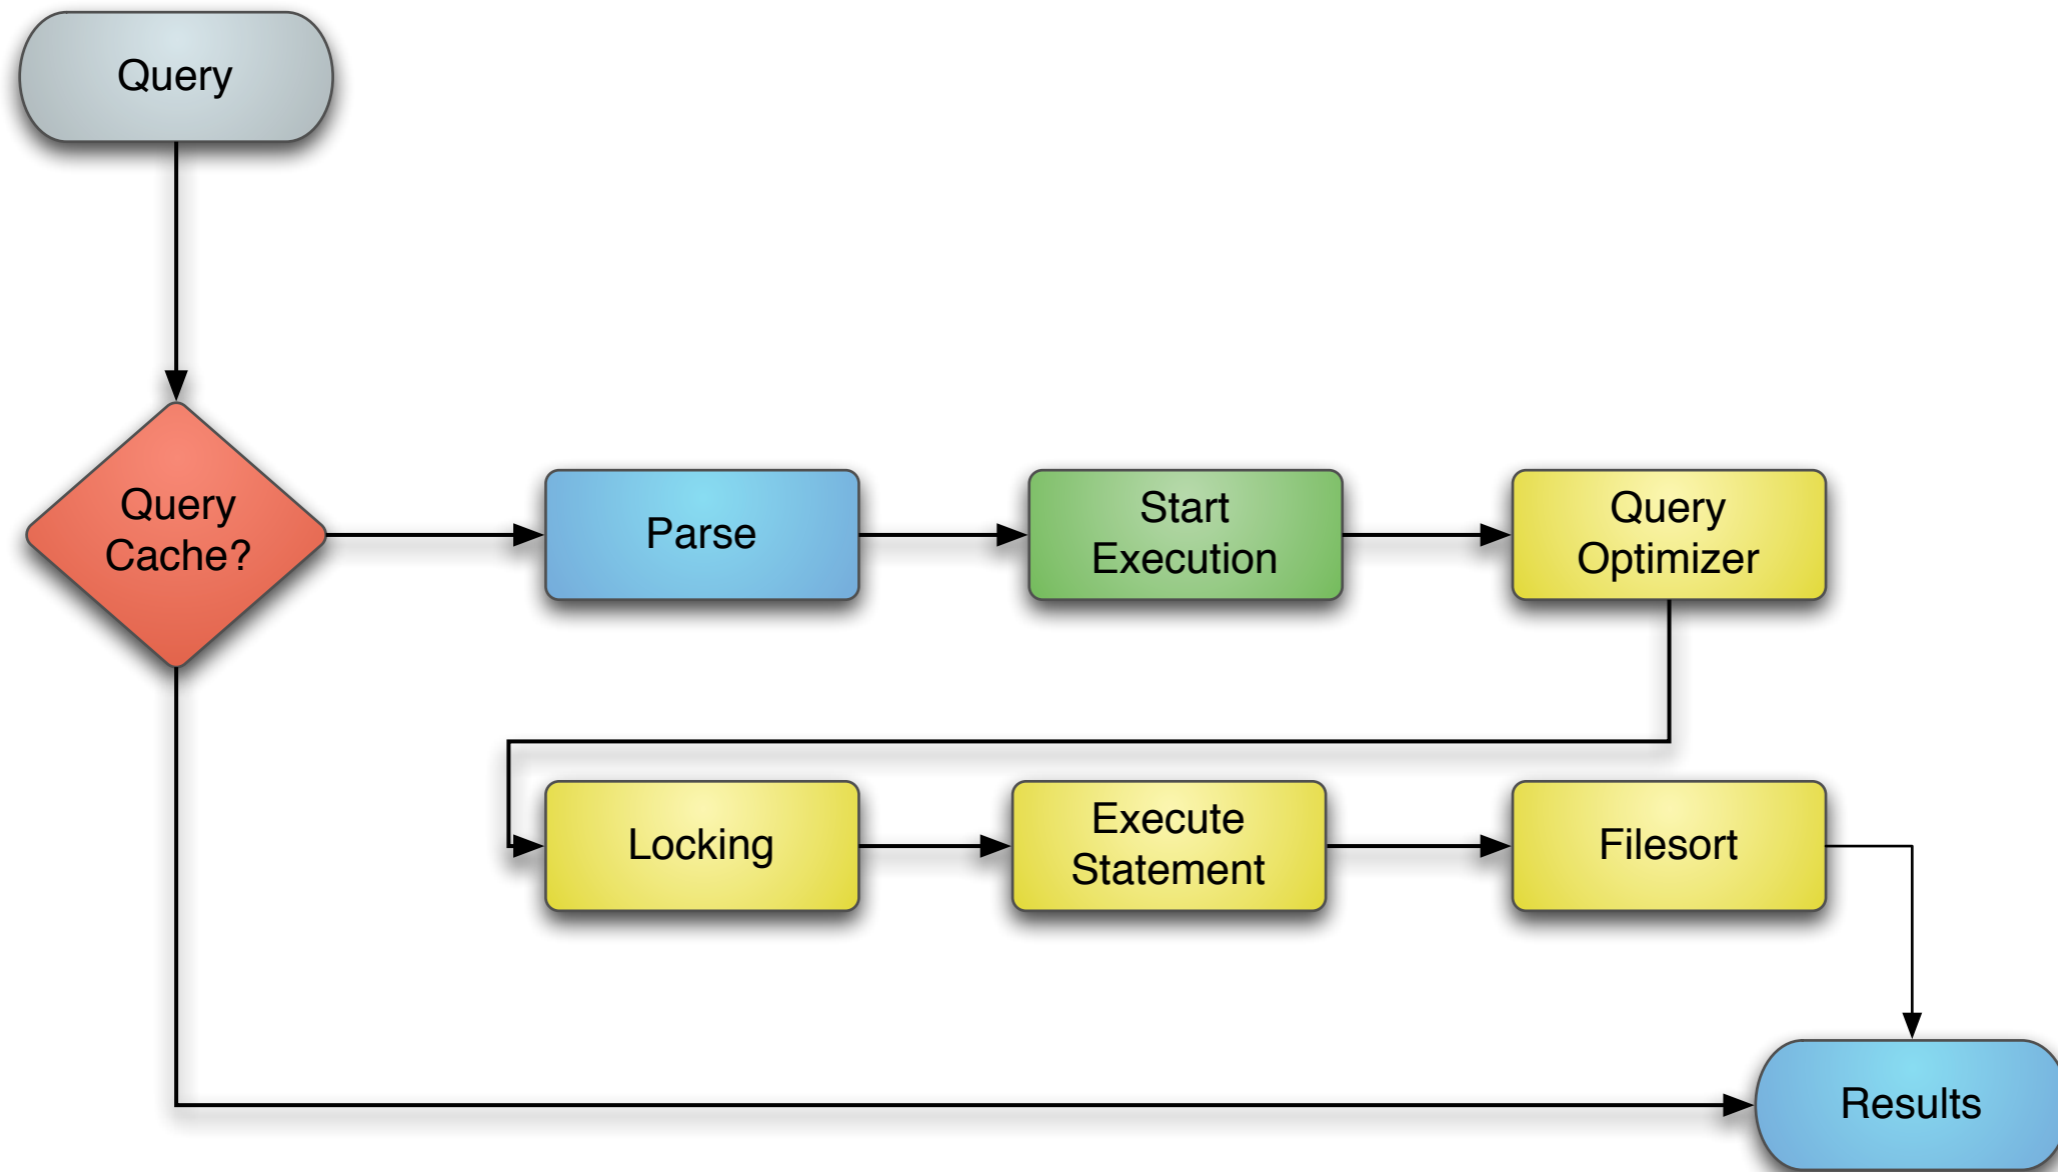 Query
Query
Cache?
Parse
Start
Execution
Query
Optimizer
Locking
Execute
Statement
Filesort
Results